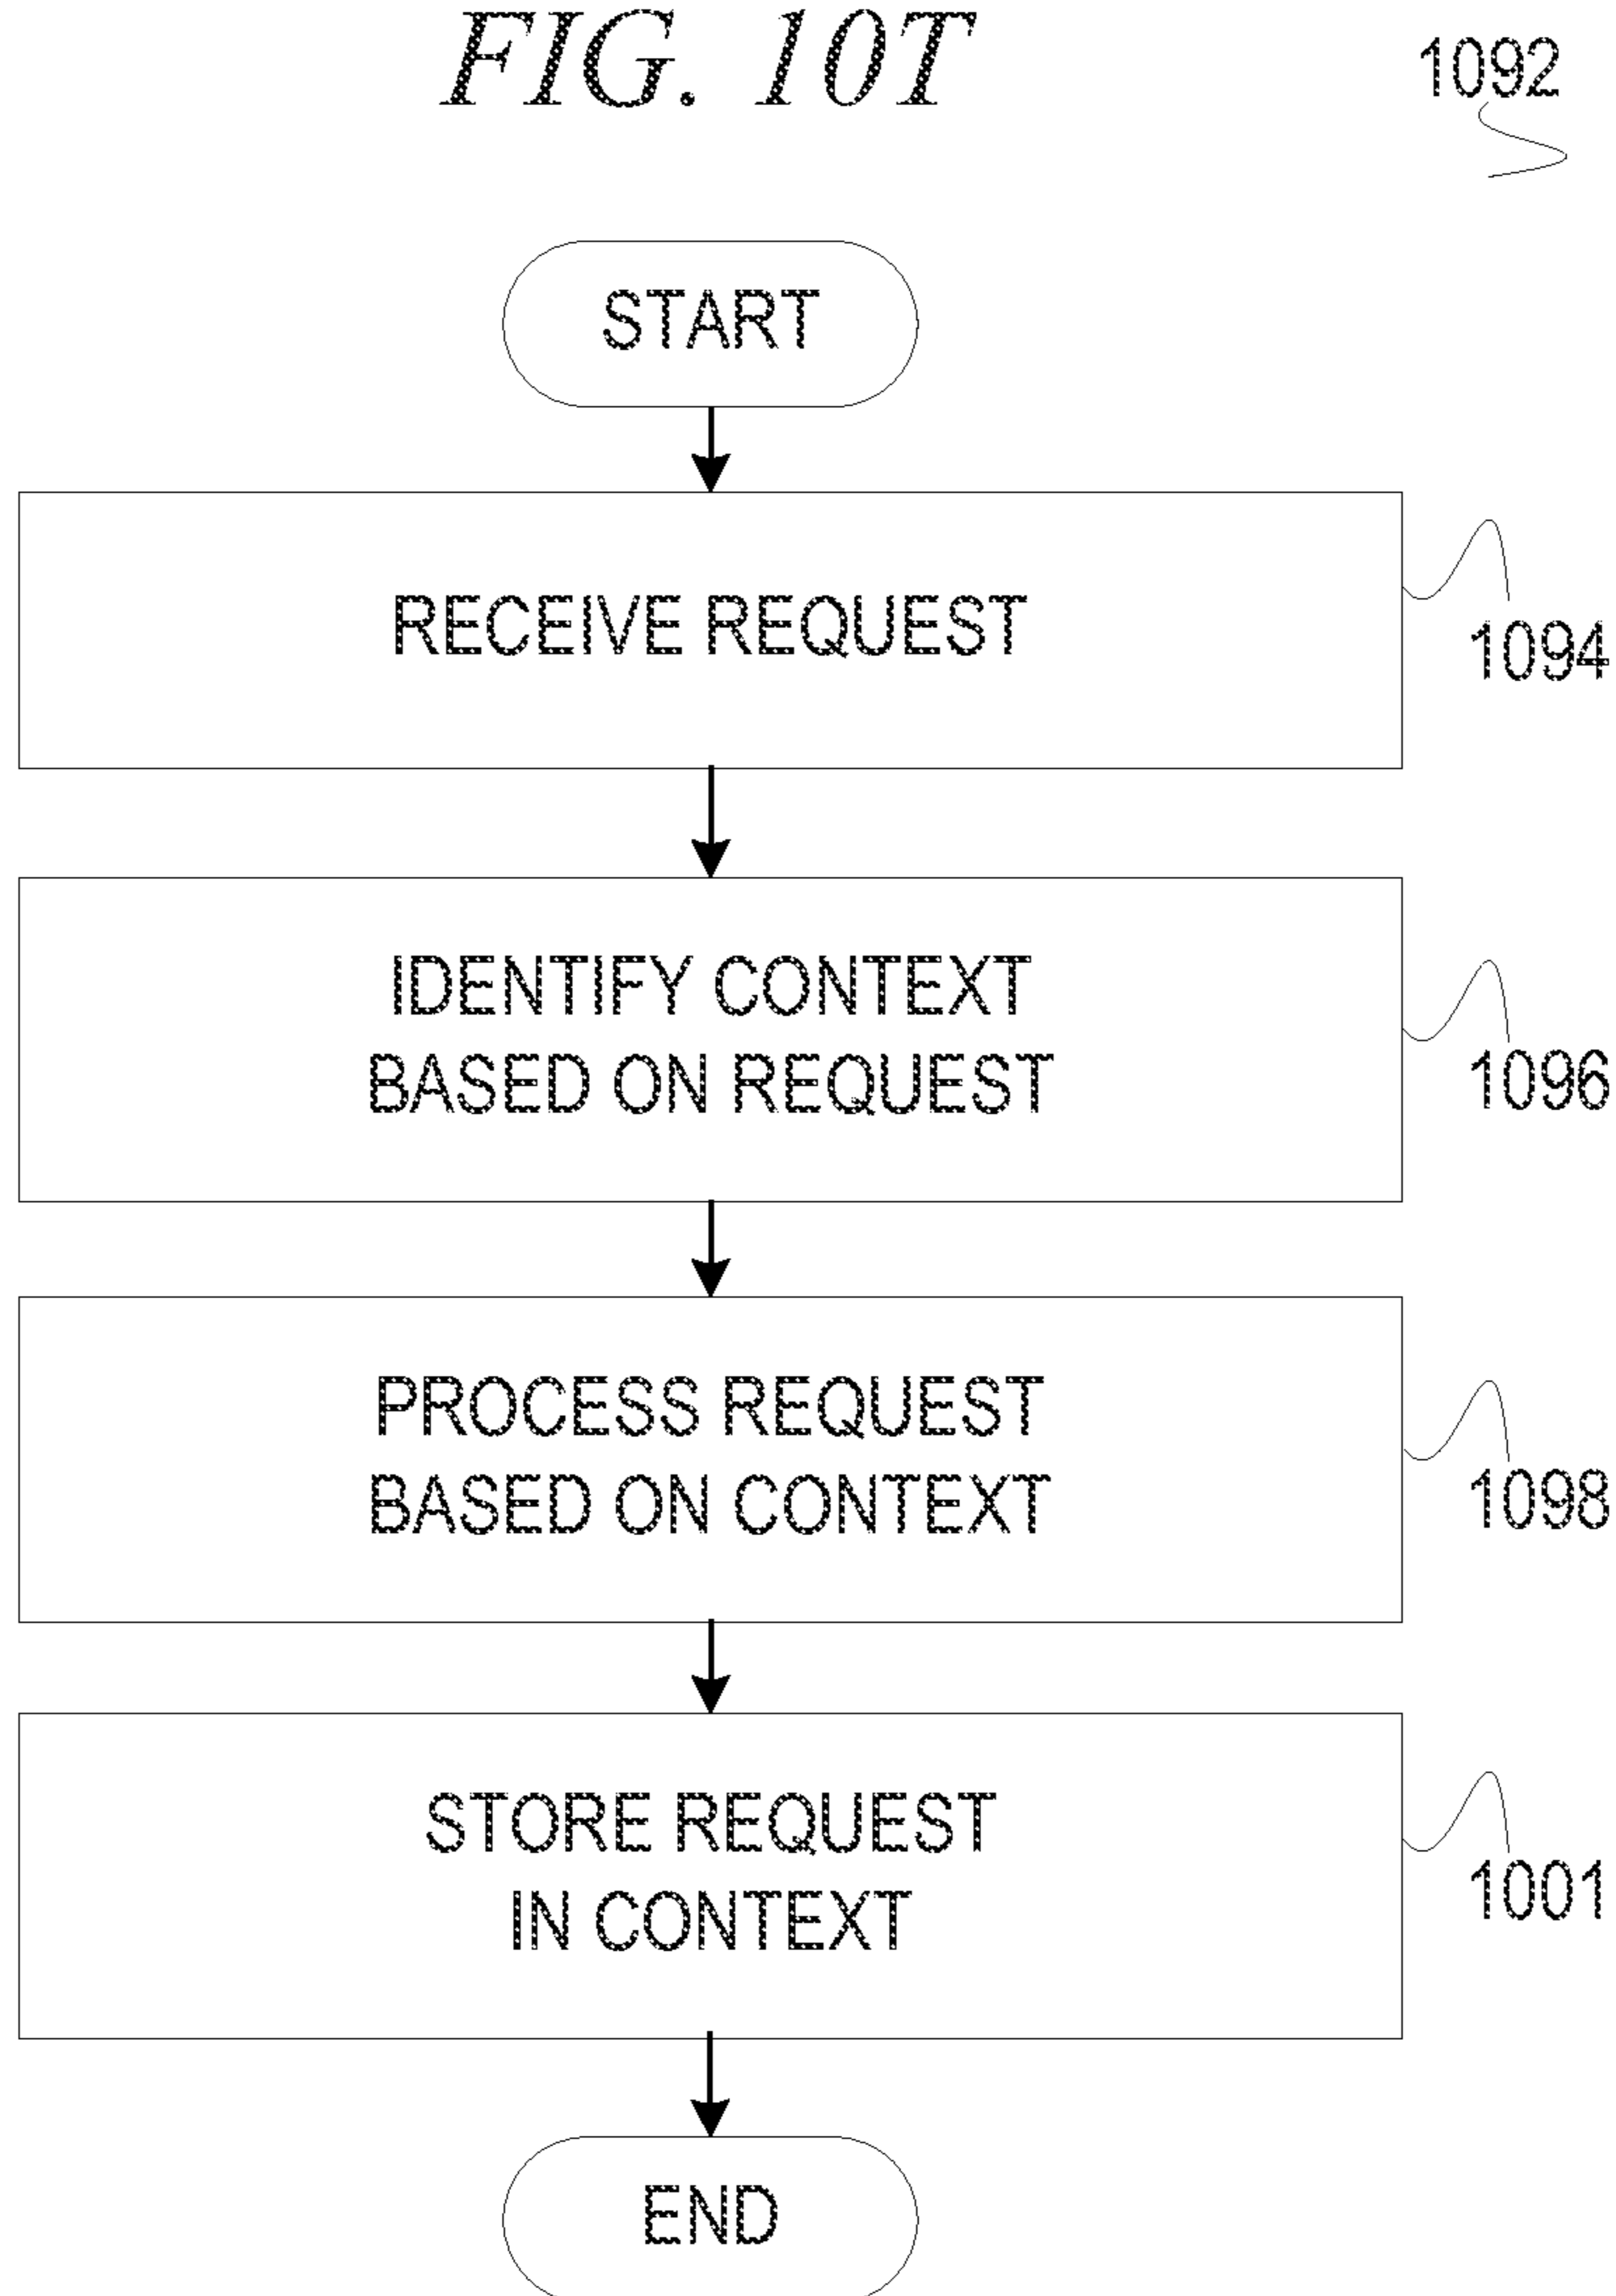 FIG. 10T
1092
START
RECEIVE REQUEST
1094
IDENTIFY CONTEXT
BASED ON REQUEST
1096
PROCESS REQUEST
BASED ON CONTEXT
1098
STORE REQUEST
IN CONTEXT
1001
END